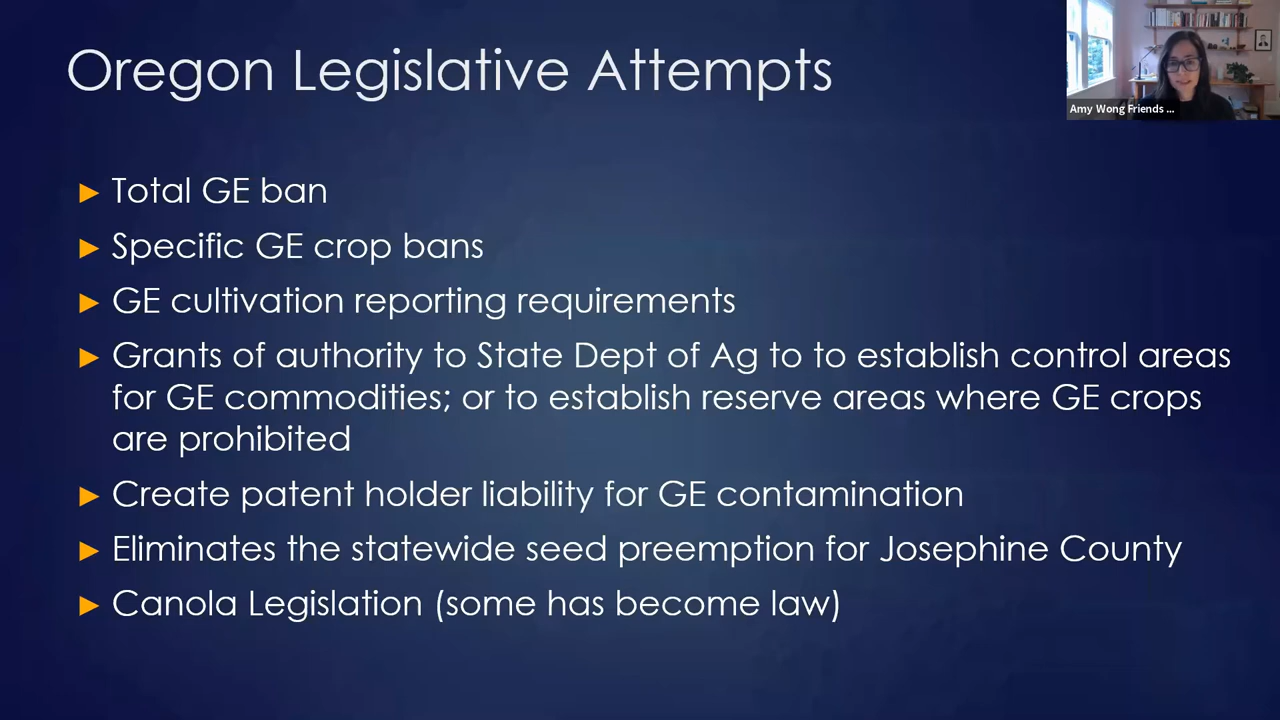 Oregon Legislative Attempts
Amy Wong Friends ...
► Total GE ban
► Specific GE crop bans
► GE cultivation reporting requirements
► Grants of authority to State Dept of Ag to to establish control areas
for GE commodities; or to establish reserve areas where GE crops
are prohibited
► Create patent holder liability for GE contamination
► Eliminates the statewide seed preemption for Josephine County
► Canola Legislation (some has become law)